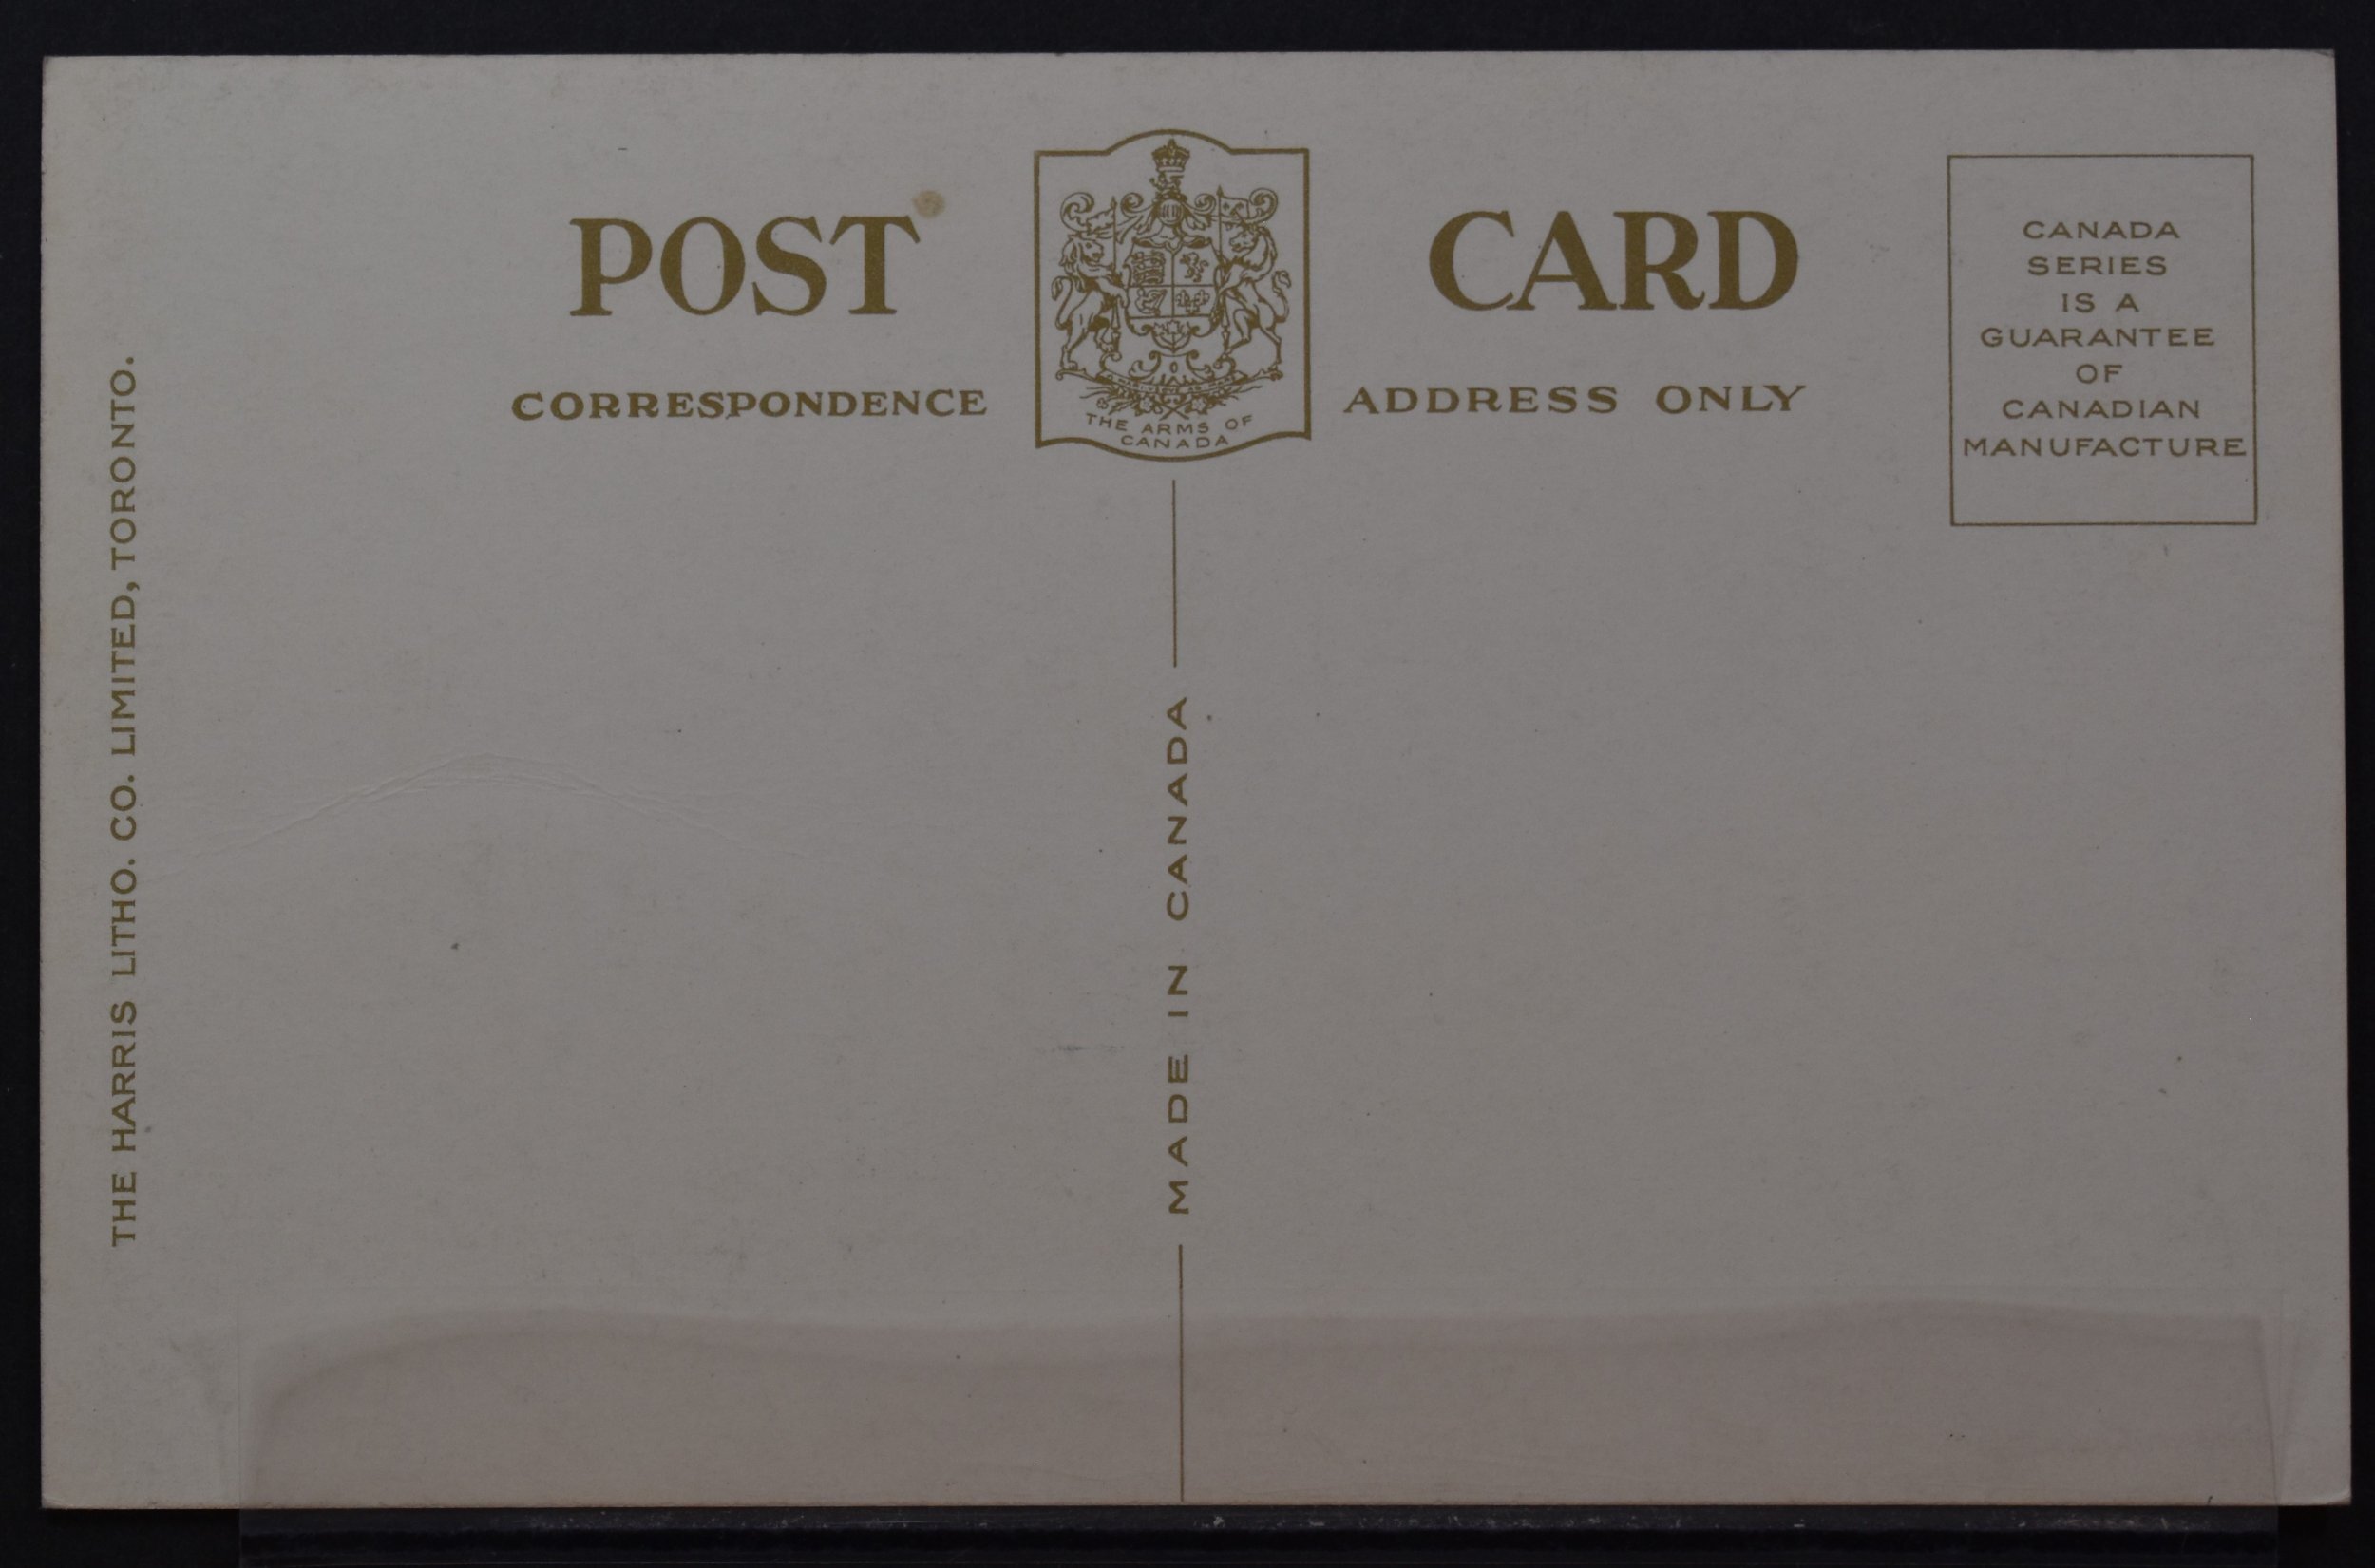 THE HARRIS LITHO. CO. LIMITED, TORONTO.
POST
CARD
CORRESPONDENCE
ADDRESS ONLY
THE ARMS OF
CANADA
MADE IN CANADA
CANADA
SERIES
IS A
GUARANTEE
OF
CANADIAN
MANUFACTURE